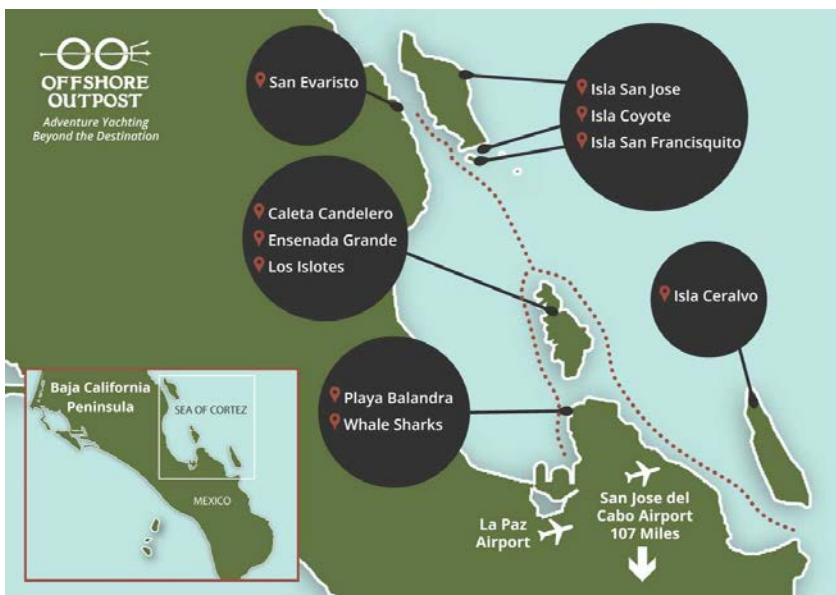 OFFSHORE
OUTPOST
Adventure Yachting
Beyond the Destination
San Evaristo
Isla San Jose
Isla Coyote
Isla San Francisquito
Caleta Candelero
Ensenada Grande
Los Islotes
Isla Ceralvo
Playa Balandra
Whale Sharks
Baja California
Peninsula
SEA OF CORTEZ
MEXICO
La Paz
Airport
San Jose del
Cabo Airport
107 Miles